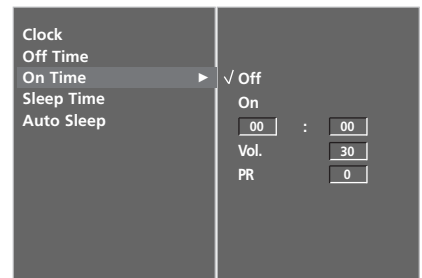 Clock
Off Time
On Time ►
Sleep Time
Auto Sleep
√ Off
On
00 : 00
Vol. 30
PR 0